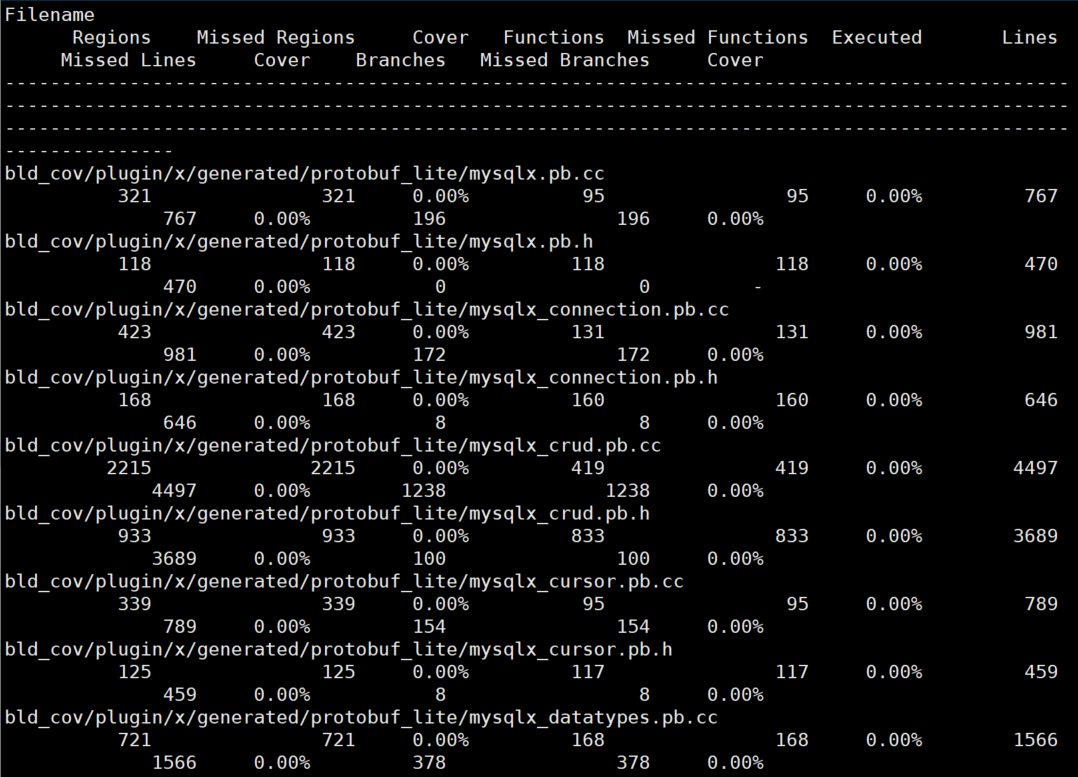 Filename
Regions Missed Regions Cover Functions Missed Functions Executed Lines
Missed Lines Cover Branches Missed Branches Cover
----------------------------------------------------------------------------------------------
----------------------------------------------------------------------------------------------
----------------------------------------------------------------------------------------------
---------------
bld_cov/plugin/x/generated/protobuf_lite/mysqlx.pb.cc
321 321 0.00% 95 95 0.00% 767
767 0.00% 196 196 0.00%
bld_cov/plugin/x/generated/protobuf_lite/mysqlx.pb.h
118 118 0.00% 118 118 0.00% 470
470 0.00% 0 0 -
bld_cov/plugin/x/generated/protobuf_lite/mysqlx_connection.pb.cc
423 423 0.00% 131 131 0.00% 981
981 0.00% 172 172 0.00%
bld_cov/plugin/x/generated/protobuf_lite/mysqlx_connection.pb.h
168 168 0.00% 160 160 0.00% 646
646 0.00% 8 8 0.00%
bld_cov/plugin/x/generated/protobuf_lite/mysqlx_crud.pb.cc
2215 2215 0.00% 419 419 0.00% 4497
4497 0.00% 1238 1238 0.00%
bld_cov/plugin/x/generated/protobuf_lite/mysqlx_crud.pb.h
933 933 0.00% 833 833 0.00% 3689
3689 0.00% 100 100 0.00%
bld_cov/plugin/x/generated/protobuf_lite/mysqlx_cursor.pb.cc
339 339 0.00% 95 95 0.00% 789
789 0.00% 154 154 0.00%
bld_cov/plugin/x/generated/protobuf_lite/mysqlx_cursor.pb.h
125 125 0.00% 117 117 0.00% 459
459 0.00% 8 8 0.00%
bld_cov/plugin/x/generated/protobuf_lite/mysqlx_datatypes.pb.cc
721 721 0.00% 168 168 0.00% 1566
1566 0.00% 378 378 0.00%